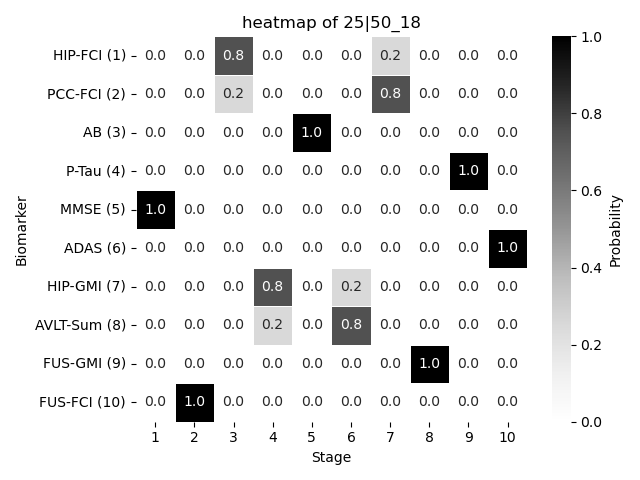 heatmap of 25|50_18
HIP-FCI (1) 0.0 0.0 0.8 0.0 0.0 0.0 0.2 0.0 0.0 0.0
PCC-FCI (2) 0.0 0.0 0.2 0.0 0.0 0.0 0.8 0.0 0.0 0.0
AB (3) 0.0 0.0 0.0 0.0 1.0 0.0 0.0 0.0 0.0 0.0
P-Tau (4) 0.0 0.0 0.0 0.0 0.0 0.0 0.0 0.0 1.0 0.0
MMSE (5) 1.0 0.0 0.0 0.0 0.0 0.0 0.0 0.0 0.0 0.0
ADAS (6) 0.0 0.0 0.0 0.0 0.0 0.0 0.0 0.0 0.0 1.0
HIP-GMI (7) 0.0 0.0 0.0 0.8 0.0 0.2 0.0 0.0 0.0 0.0
AVLT-Sum (8) 0.0 0.0 0.0 0.2 0.0 0.8 0.0 0.0 0.0 0.0
FUS-GMI (9) 0.0 0.0 0.0 0.0 0.0 0.0 0.0 1.0 0.0 0.0
FUS-FCI (10) 0.0 1.0 0.0 0.0 0.0 0.0 0.0 0.0 0.0 0.0
1 2 3 4 5 6 7 8 9 10
Stage
Biomarker
1.0
0.8
0.6
0.4
0.2
0.0
Probability